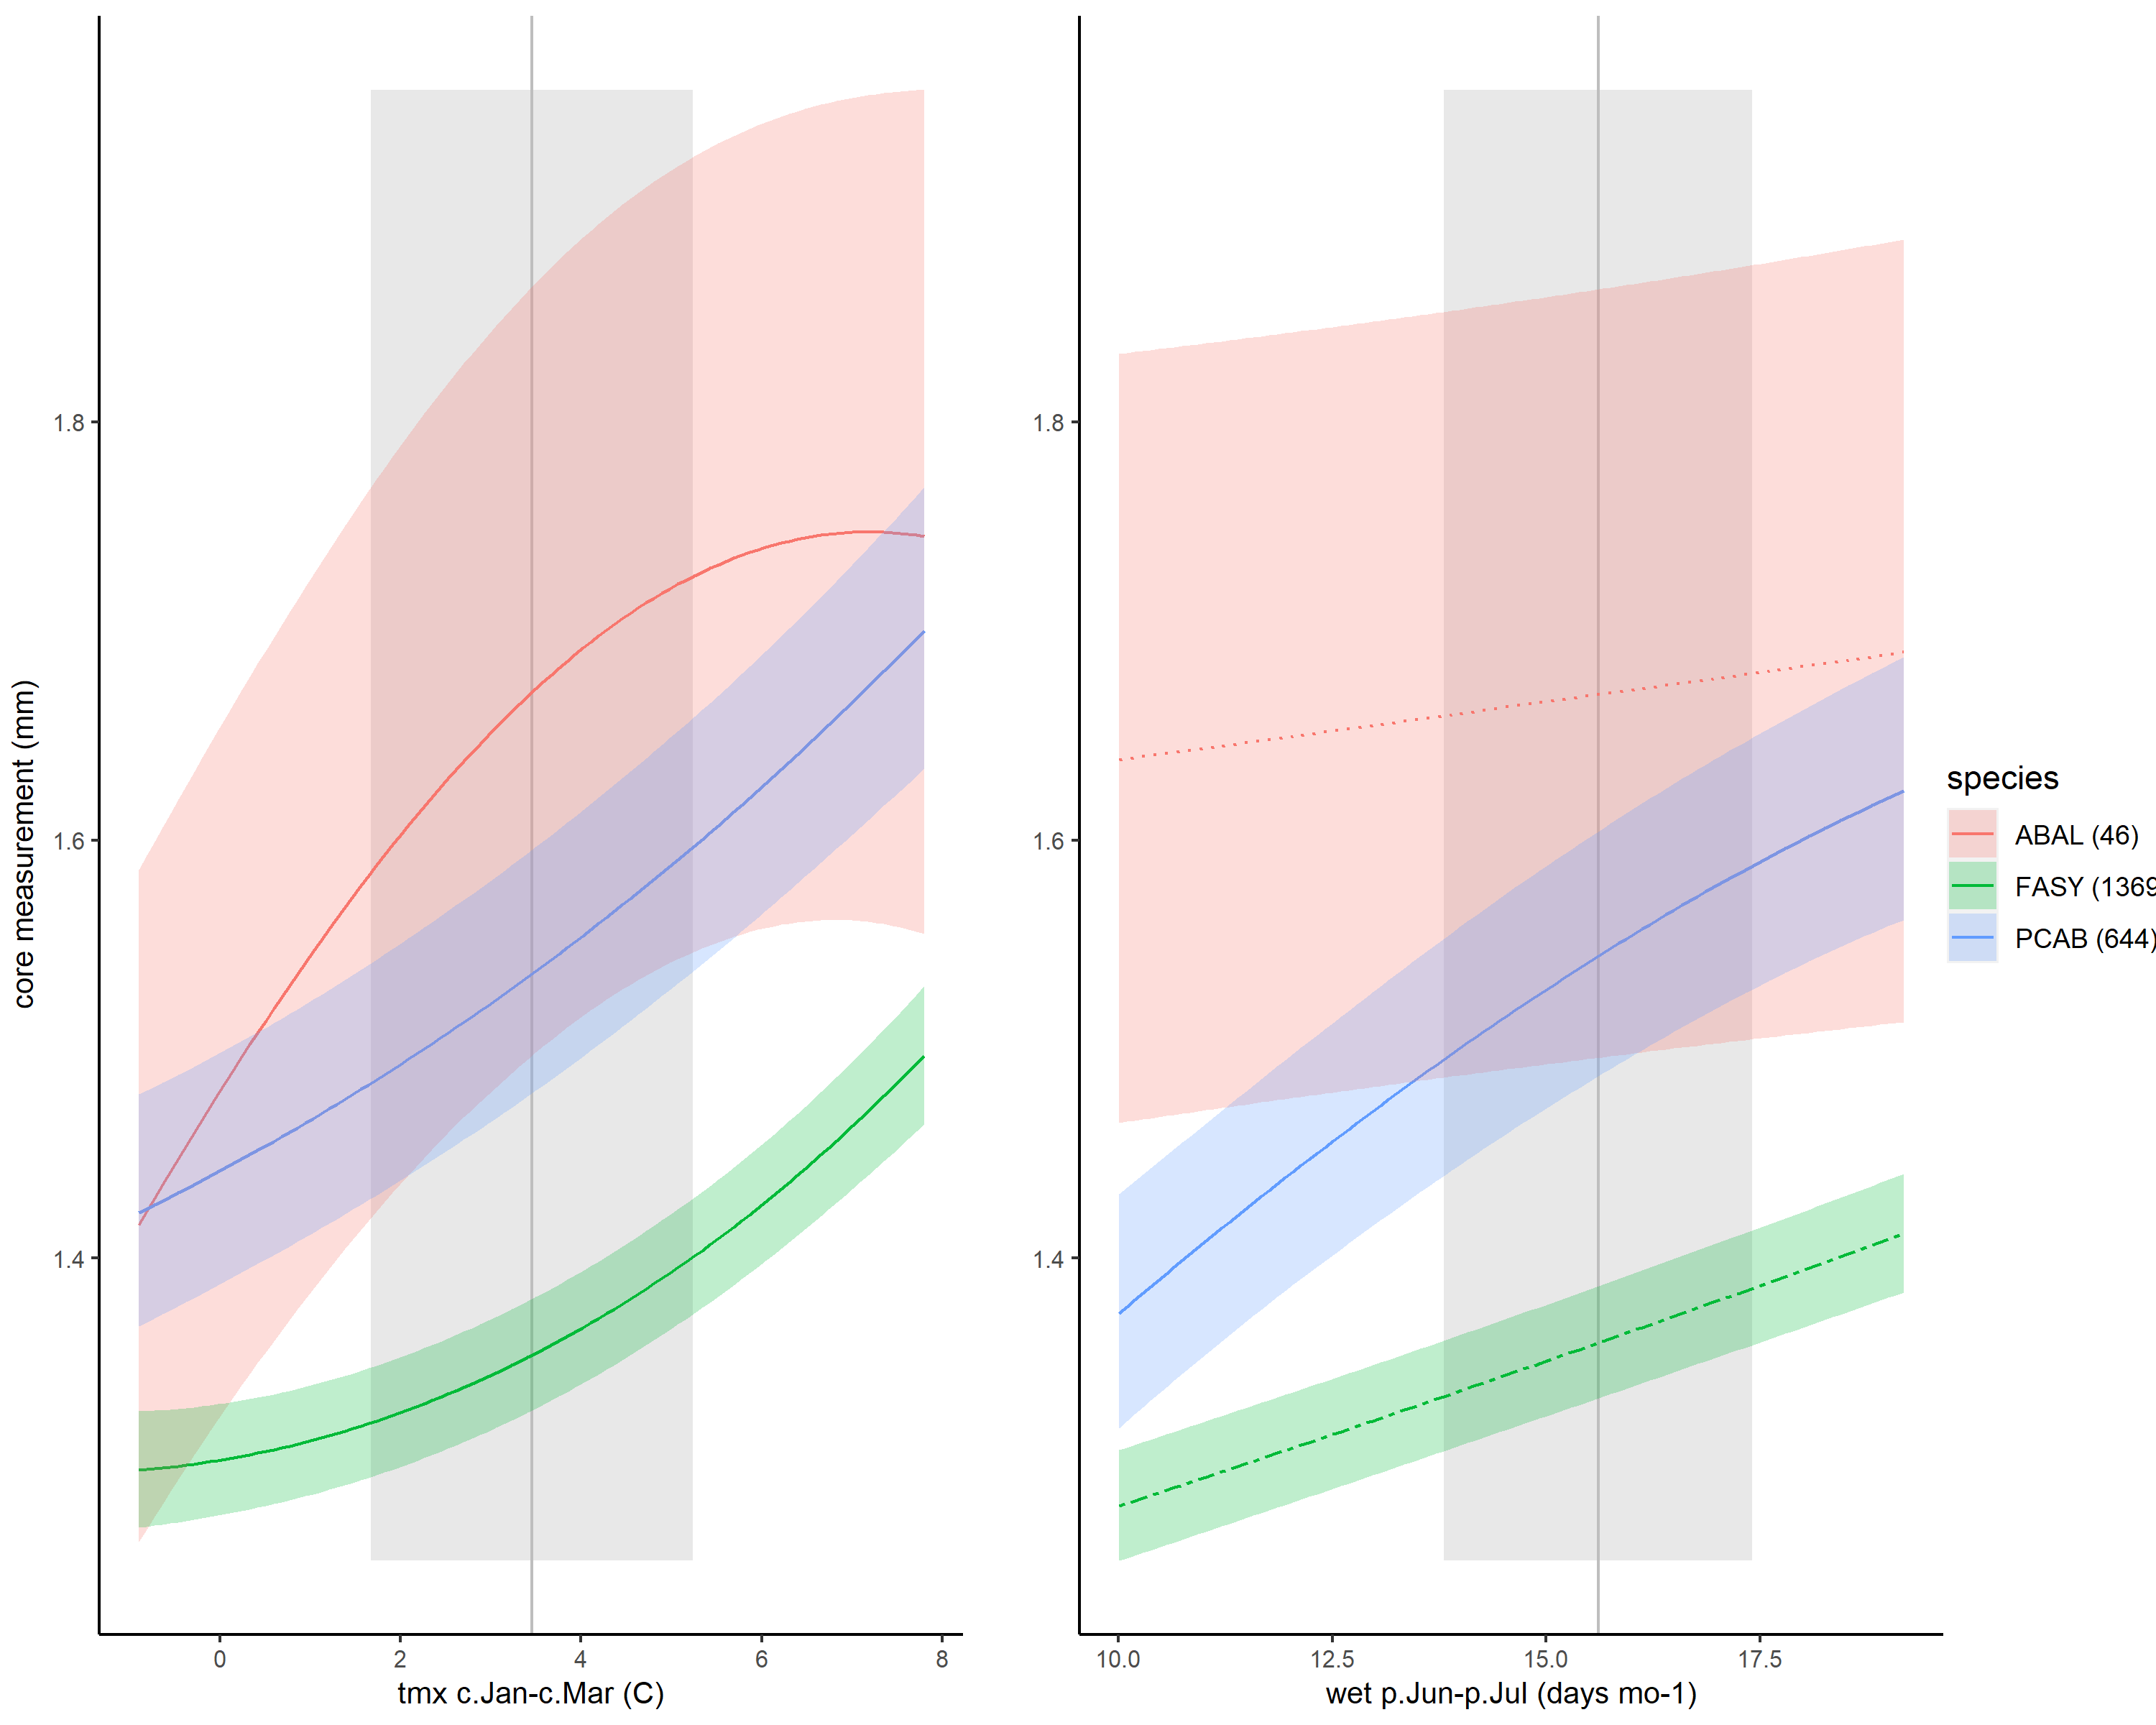 core measurement (mm)
1.8
1.6
1.4
0 2 4 6 8
tmx c.Jan-c.Mar (C)
1.8
1.6
1.4
10.0 12.5 15.0 17.5
wet p.Jun-p.Jul (days mo-1)
species
ABAL (46)
FASY (1369
PCAB (644)